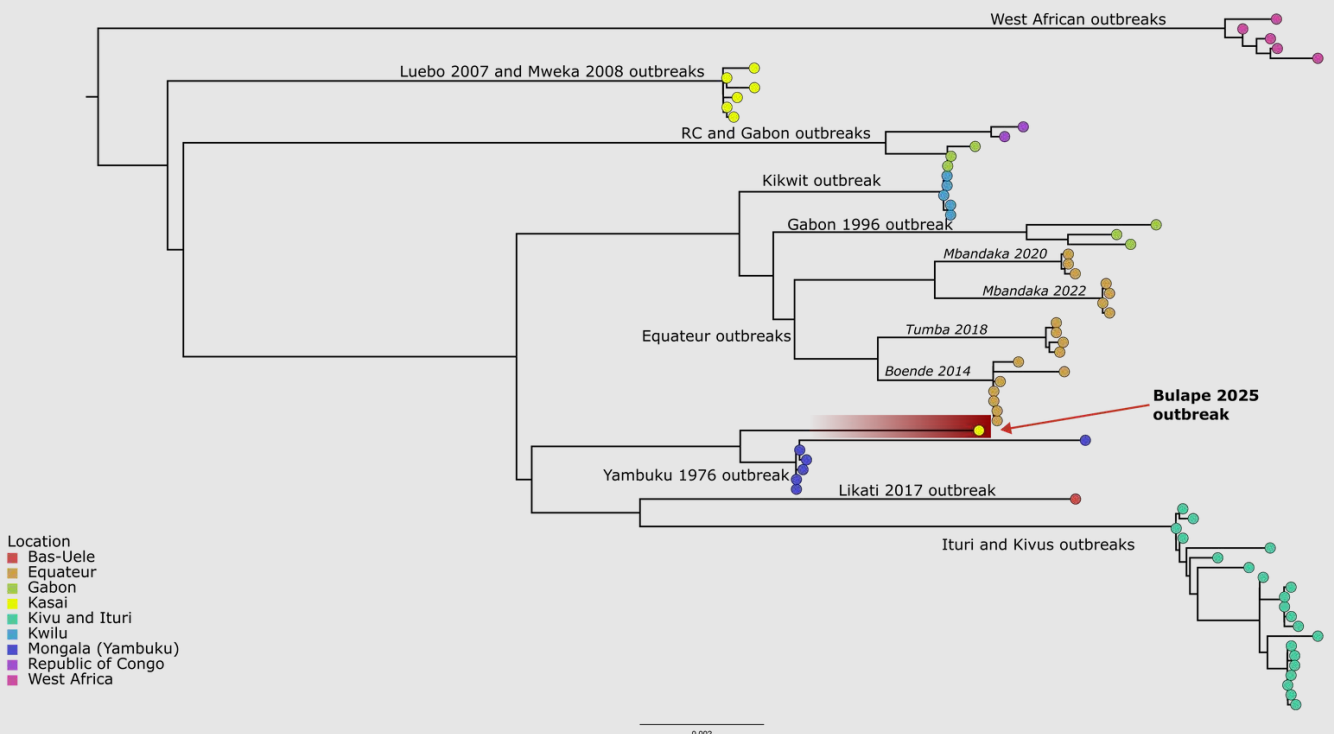 West African outbreaks
Luebo 2007 and Mweka 2008 outbreaks
RC and Gabon outbreaks
Kikwit outbreak
Gabon 1996 outbreak
Mbandaka 2020
Mbandaka 2022
Tumba 2018
Equateur outbreaks
Boende 2014
Bulape 2025
outbreak
Yambuku 1976 outbreak
Likati 2017 outbreak
Ituri and Kivus outbreaks
Location
Bas-Uele
Equateur
Gabon
Kasai
Kivu and Ituri
Kwilu
Mongala (Yambuku)
Republic of Congo
West Africa